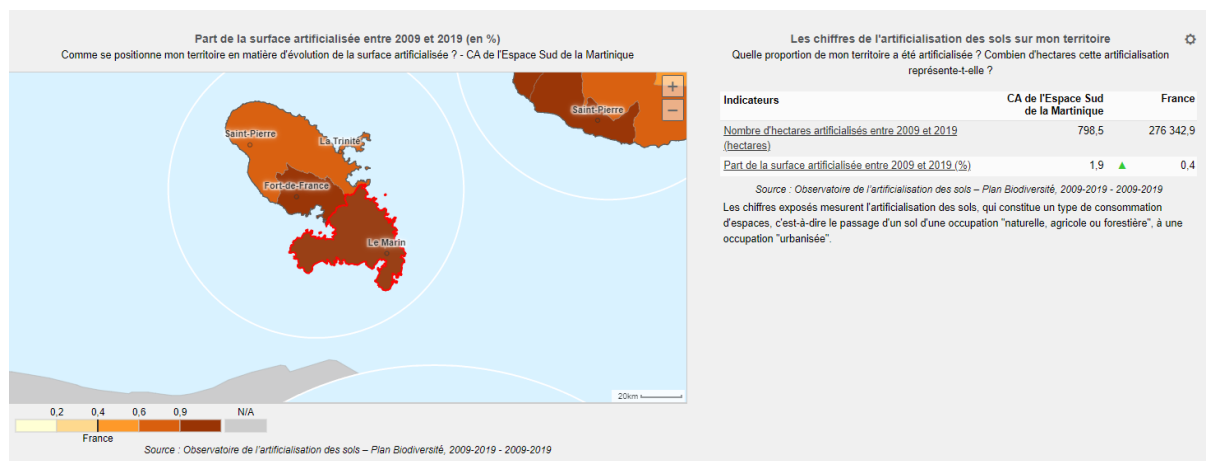 Part de la surface artificialisée entre 2009 et 2019 (en %)
Comme se positionne mon territoire en matière d'évolution de la surface artificialisée ? - CA de l'Espace Sud de la Martinique
Saint-Pierre
La Trinité
Fort-de-France
Le Marin
Saint-Pierre
+
−
20km
0,2 0,4 0,6 0,9 N/A
France
Source : Observatoire de l'artificialisation des sols – Plan Biodiversité, 2009-2019 - 2009-2019
Les chiffres de l'artificialisation des sols sur mon territoire
Quelle proportion de mon territoire a été artificialisée ? Combien d'hectares cette artificialisation
représente-t-elle ?
Indicateurs CA de l'Espace Sud France
de la Martinique
Nombre d'hectares artificialisés entre 2009 et 2019 798,5 276 342,9
(hectares)
Part de la surface artificialisée entre 2009 et 2019 (%) 1,9 ▲ 0,4
Source : Observatoire de l'artificialisation des sols – Plan Biodiversité, 2009-2019 - 2009-2019
Les chiffres exposés mesurent l'artificialisation des sols, qui constitue un type de consommation
d'espaces, c'est-à-dire le passage d'un sol d'une occupation "naturelle, agricole ou forestière", à une
occupation "urbanisée".